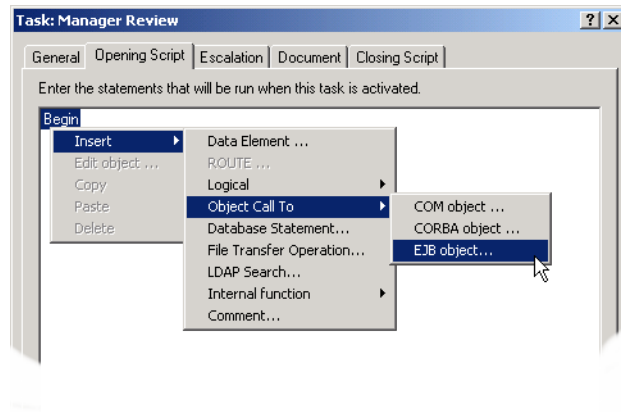 Task: Manager Review
General Opening Script Escalation Document Closing Script
Enter the statements that will be run when this task is activated.
Begin
Insert
Edit object ...
Copy
Paste
Delete
Data Element ...
ROUTE ...
Logical
Object Call To
Database Statement...
File Transfer Operation...
LDAP Search...
Internal function
Comment...
COM object ...
CORBA object ...
EJB object...